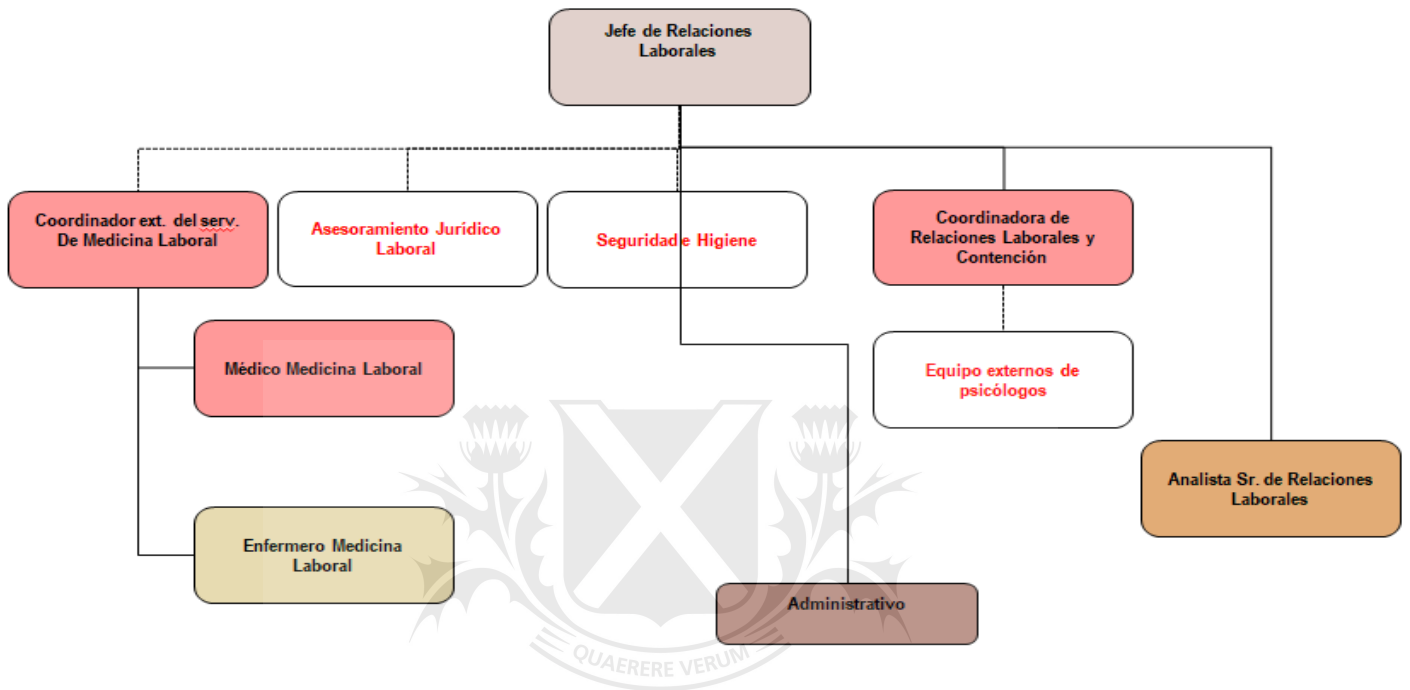 Jefe de Relaciones
Laborales
Coordinador ext. del serv.
De Medicina Laboral
Asesoramiento Jurídico
Laboral
Seguridad e Higiene
Coordinadora de
Relaciones Laborales y
Contención
Médico Medicina Laboral
Equipo externos de
psicólogos
Analista Sr. de Relaciones
Laborales
Enfermero Medicina
Laboral
Administrativo
QUAERERE VERUM